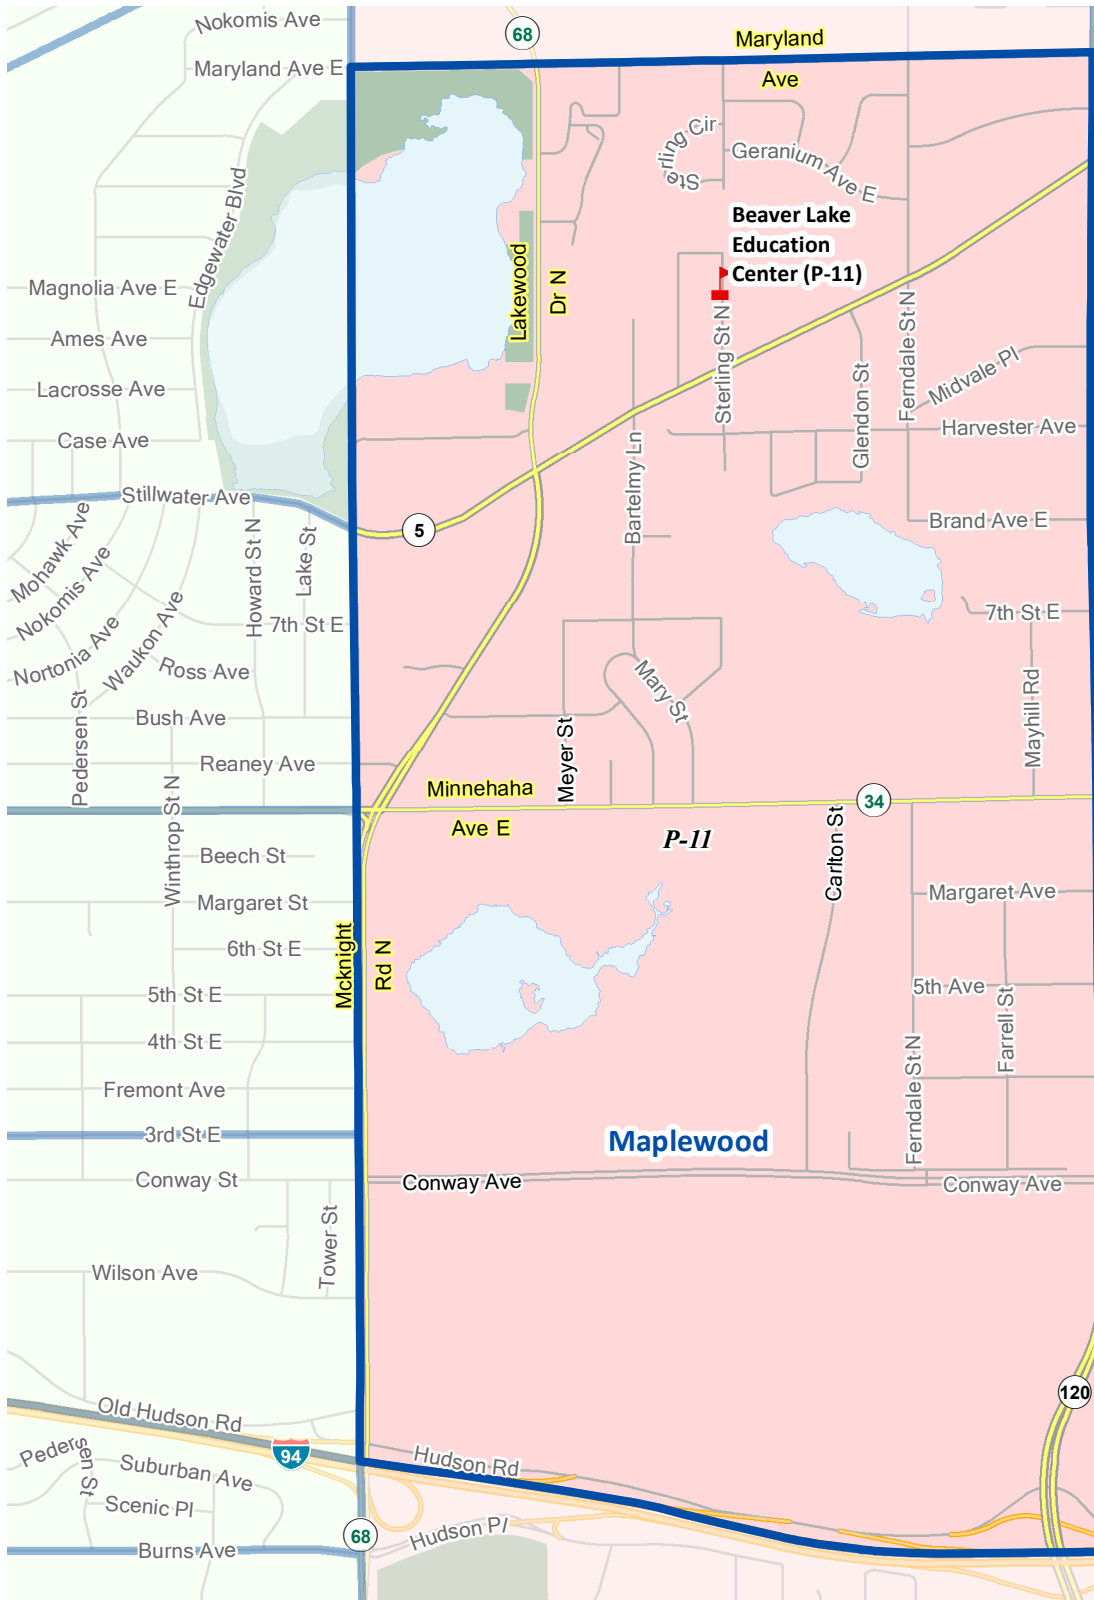 Nokomis Ave
68
Maryland
Maryland Ave E
Ave
Sterling Cir
Geranium Ave E
Edgewater Blvd
Beaver Lake
Education
Center (P-11)
Lakewood
Dr N
Magnolia Ave E
Ames Ave
Lacrosse Ave
Case Ave
Sterling St N
Glendon St
Ferndale St N
Midvale Pl
Harvester Ave
Bartelmy Ln
Stillwater Ave
5
Brand Ave E
Mohawk Ave
Nokomis Ave
Nortonia Ave
Waukon Ave
Howard St N
Lake St
7th St E
7th St E
Ross Ave
Pedersen St
Bush Ave
Mary St
Meyer St
Mayhill Rd
Reaney Ave
Winthrop St N
Minnehaha
Ave E
34
P-11
Carlton St
Beech St
Margaret St
Margaret Ave
6th St E
Mcknight
Rd N
5th St E
5th Ave
4th St E
Farrell St
Ferndale St N
Fremont Ave
3rd St E
Maplewood
Conway St
Conway Ave
Conway Ave
Tower St
Wilson Ave
120
Old Hudson Rd
94
Hudson Rd
Pedersen St
Suburban Ave
Scenic Pl
68
Hudson Pl
Burns Ave